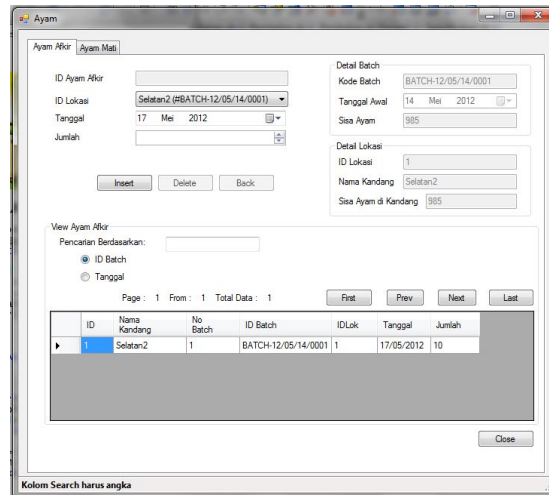 Ayam
Ayam Afkir Ayam Mati
ID Ayam Afkir
ID Lokasi Selatan2 (#BATCH-12/05/14/0001)
Tanggal 17 Mei 2012
Jumlah
Insert Delete Back
Detail Batch
Kode Batch BATCH-12/05/14/0001
Tanggal Awal 14 Mei 2012
Sisa Ayam 985
Detail Lokasi
ID Lokasi 1
Nama Kandang Selatan2
Sisa Ayam di Kandang 985
View Ayam Afkir
Pencarian Berdasarkan:
ID Batch
Tanggal
Page : 1 From : 1 Total Data : 1 First Prev Next Last
ID Nama Kandang No Batch ID Batch IDLok Tanggal Jumlah
1 Selatan2 1 BATCH-12/05/14/0001 1 17/05/2012 10
Close
Kolom Search harus angka